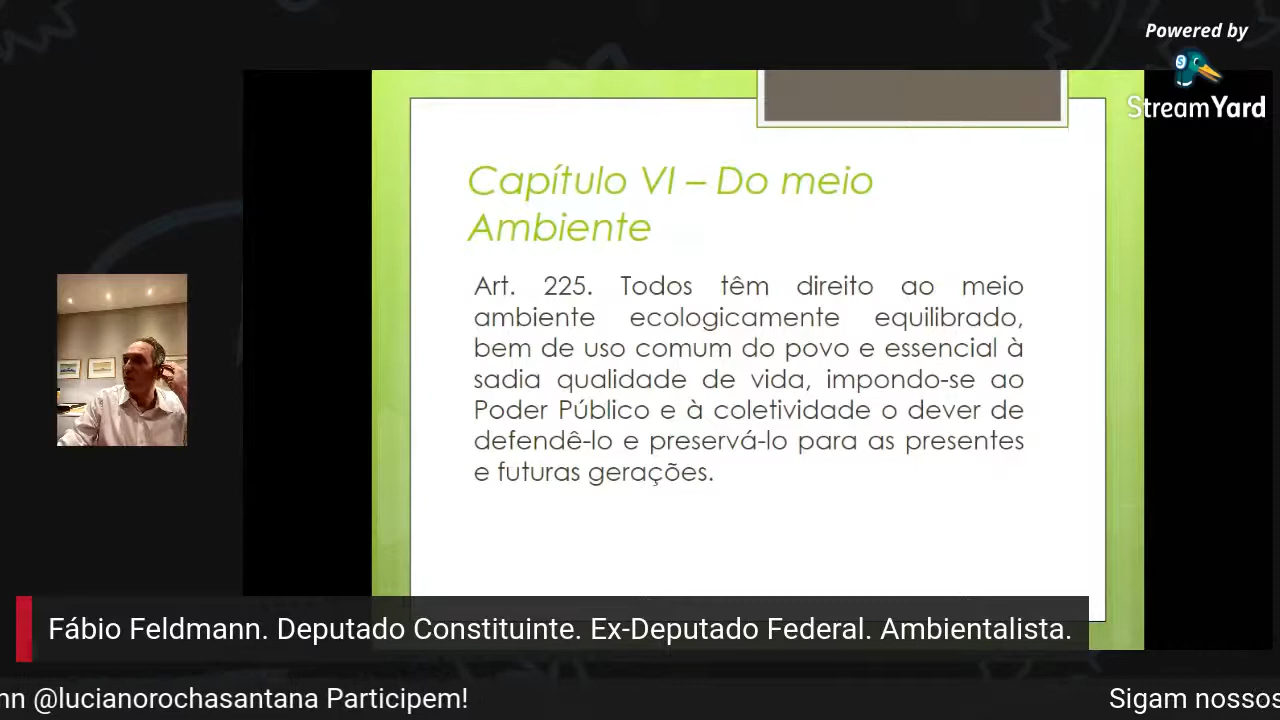 Powered by
StreamYard
Capítulo VI – Do meio
Ambiente
Art. 225. Todos têm direito ao meio
ambiente ecologicamente equilibrado,
bem de uso comum do povo e essencial à
sadia qualidade de vida, impondo-se ao
Poder Público e à coletividade o dever de
defendê-lo e preservá-lo para as presentes
e futuras gerações.
Fábio Feldmann. Deputado Constituinte. Ex-Deputado Federal. Ambientalista.
nn @lucianorochasantana Participem! Sigam nossos